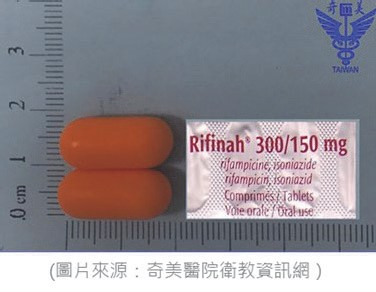 奇美
TAIWAN
3
2
1
0 cm
Rifinah® 300/150 mg
rifampicine, isoniazide
rifampicin, isoniazid
Comprimés / Tablets
Voie orale / Oral use
(圖片來源：奇美醫院衛教資訊網)